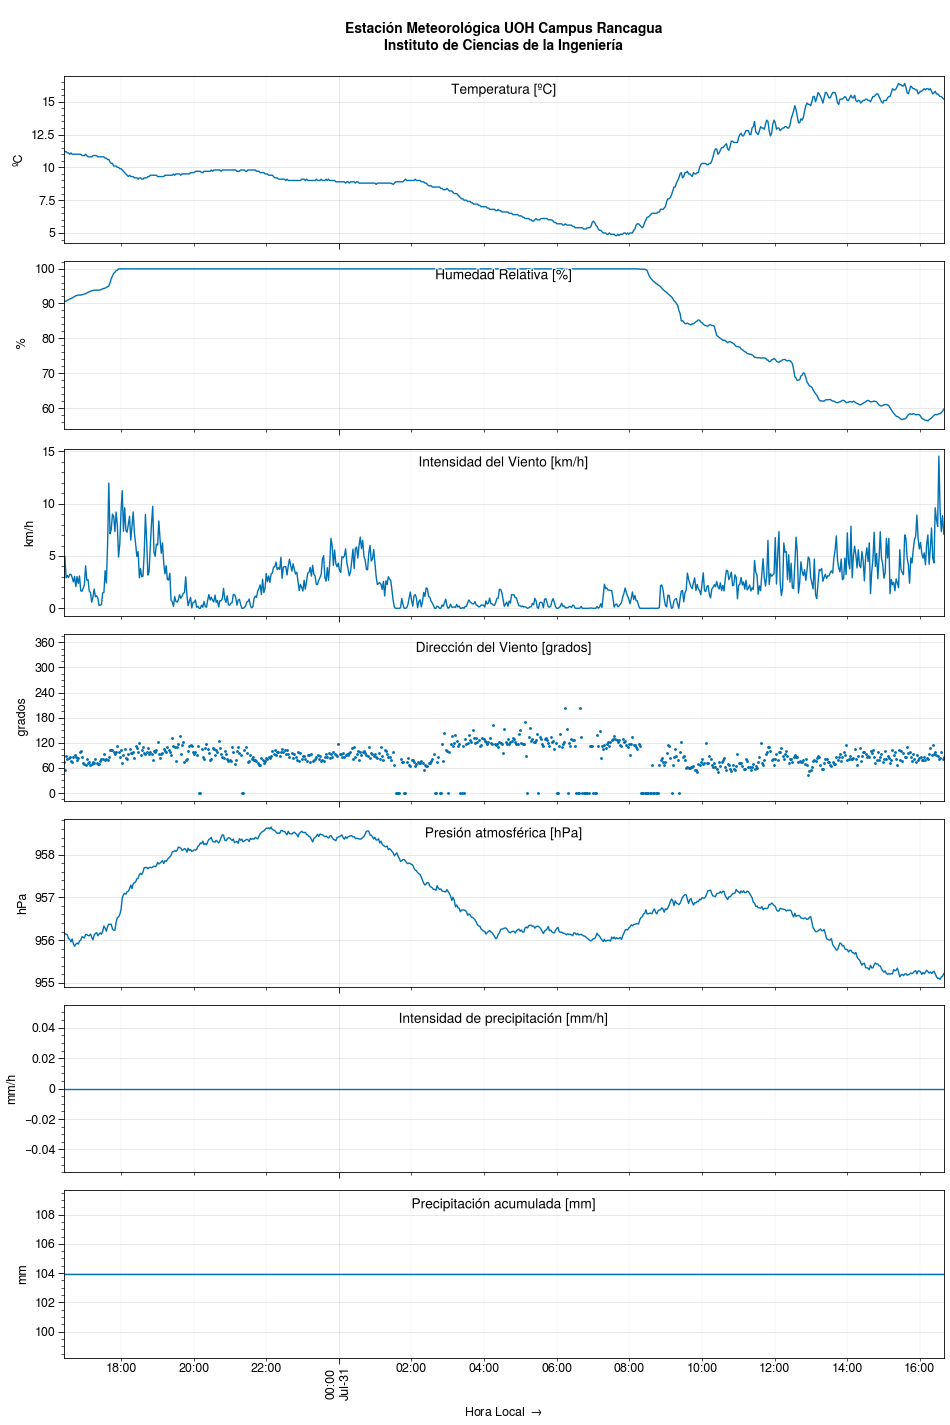 Estación Meteorológica UOH Campus Rancagua
Instituto de Ciencias de la Ingeniería
Temperatura [ºC]
ºC
15
12.5
10
7.5
5
Humedad Relativa [%]
%
100
90
80
70
60
Intensidad del Viento [km/h]
km/h
15
10
5
0
Dirección del Viento [grados]
grados
360
300
240
180
120
60
0
Presión atmosférica [hPa]
hPa
958
957
956
955
Intensidad de precipitación [mm/h]
mm/h
0.04
0.02
0
−0.02
−0.04
Precipitación acumulada [mm]
mm
108
106
104
102
100
18:00 20:00 22:00 00:00 02:00 04:00 06:00 08:00 10:00 12:00 14:00 16:00
Jul-31
Hora Local →